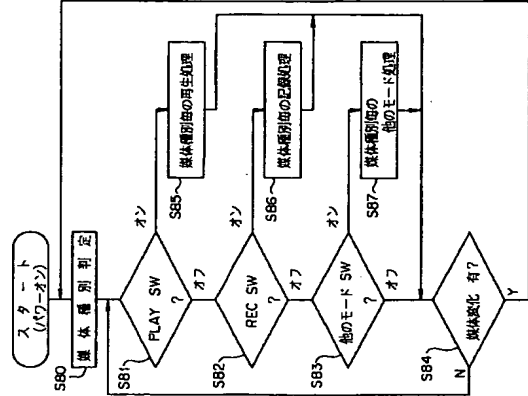 スタート
(パワーオン)
S80
媒体種別判定
S81
PLAY SW
?
オン
オフ
S85
媒体種別毎の再生処理
S82
REC SW
?
オン
オフ
S86
媒体種別毎の記録処理
S83
他のモード SW
?
オン
オフ
S87
媒体種別毎の
他のモード処理
S84
媒体変化 有?
N
Y